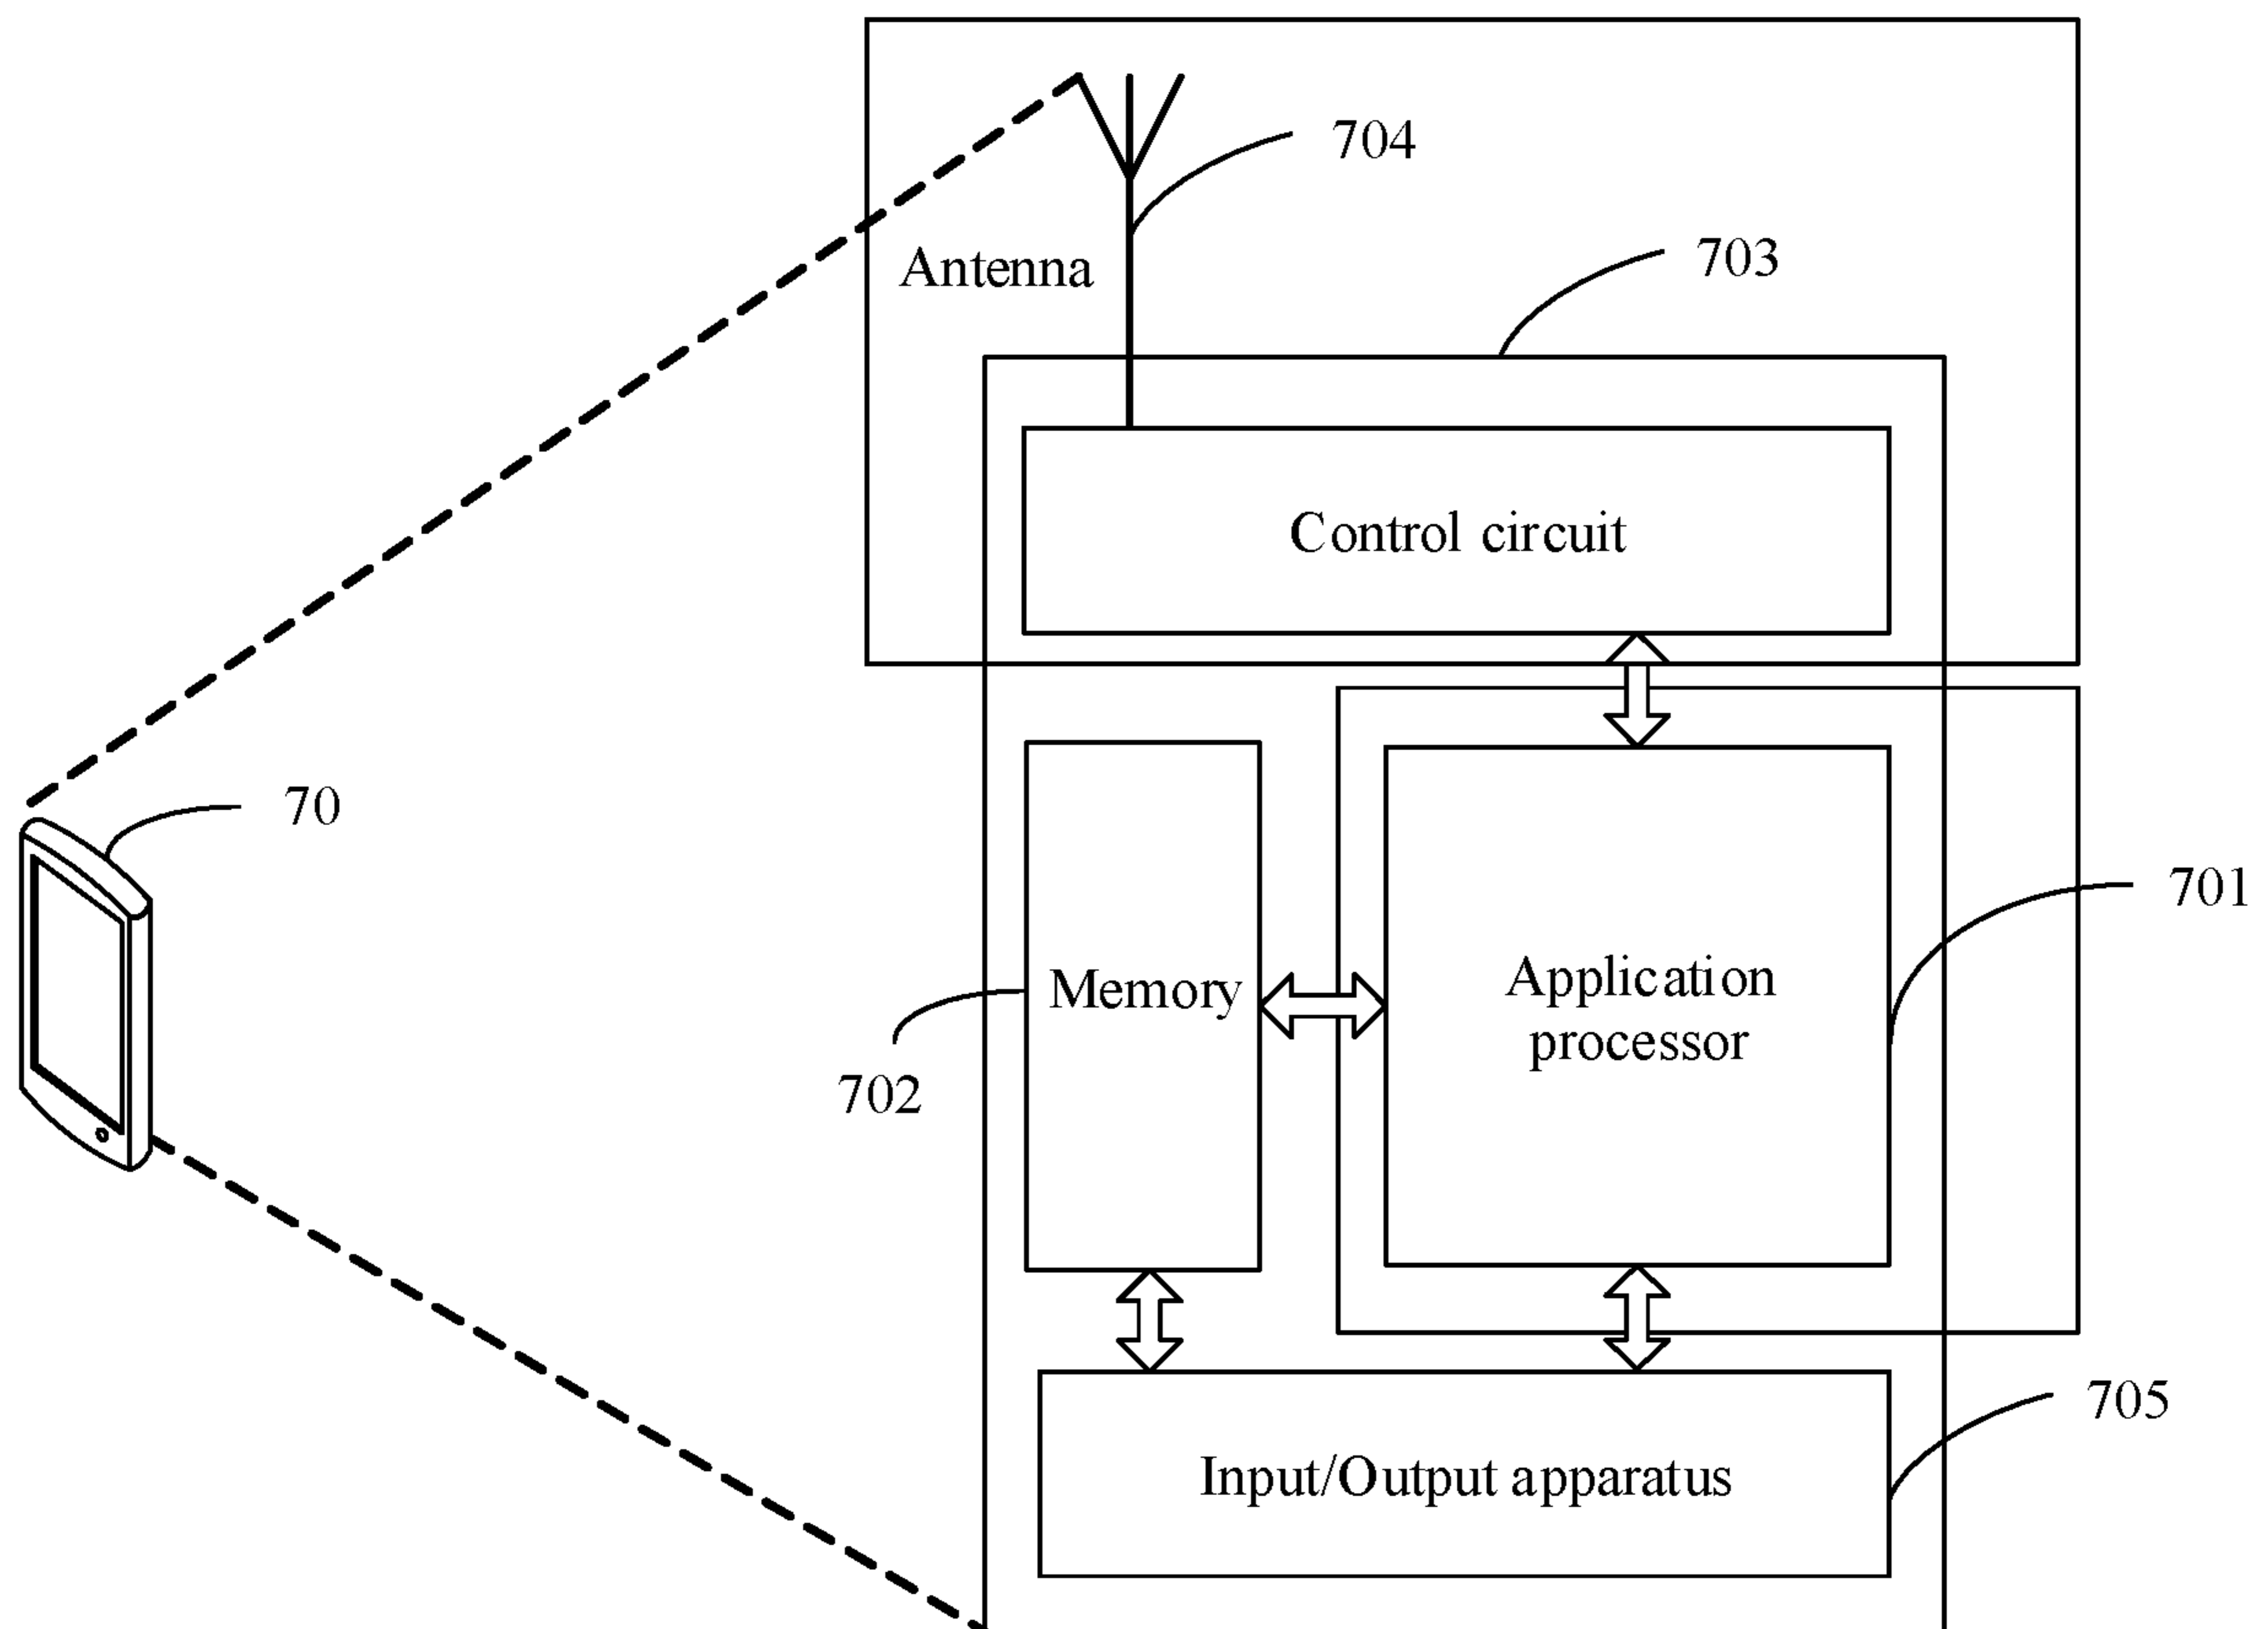 704
703
Antenna
Control circuit
70
701
Memory
Application
processor
702
705
Input/Output apparatus